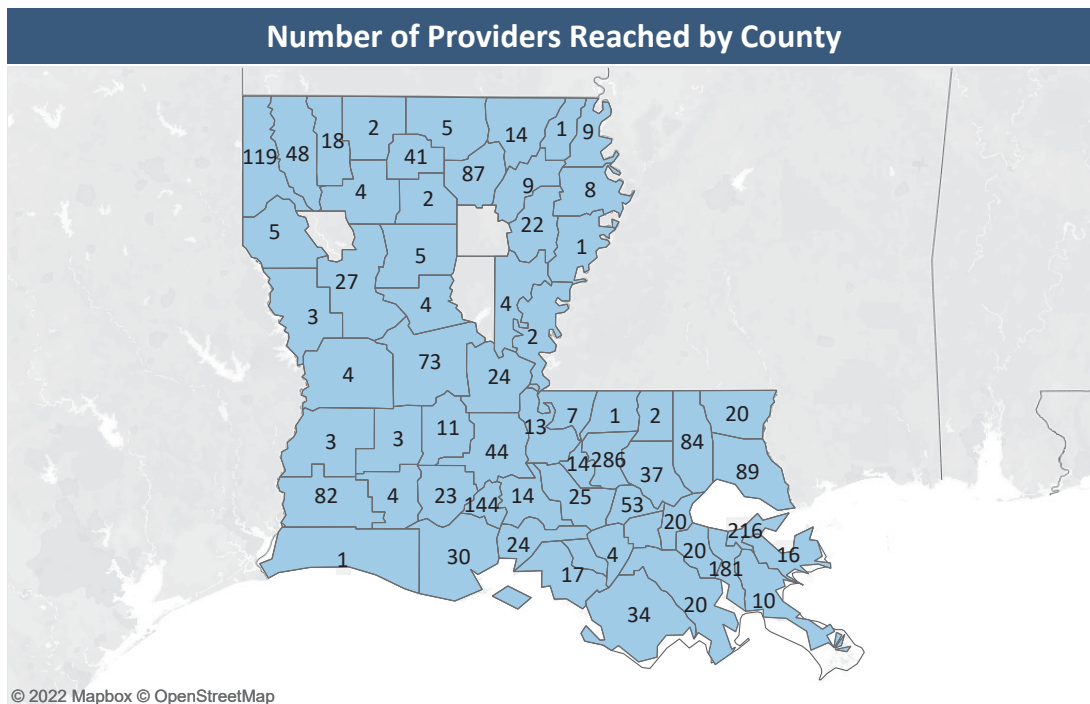 Number of Providers Reached by County
119 48 18 2 5 14 1 9
41
87
4 2 9 8
5 22
27 5 1
3 4 4 2
4 73 24
3 3 11 44 13 7 1 2 84 20
14 286 37 89
82 4 23 144 14 25 53
20 216
1 30 24 4 20 181 16
17
34 20 10
© 2022 Mapbox © OpenStreetMap